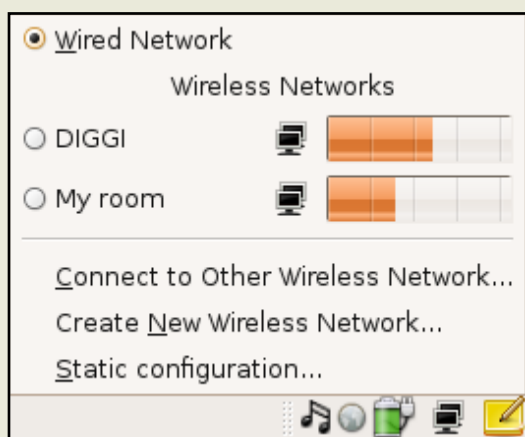 Wired Network
Wireless Networks
DIGGI
My room
Connect to Other Wireless Network...
Create New Wireless Network...
Static configuration...